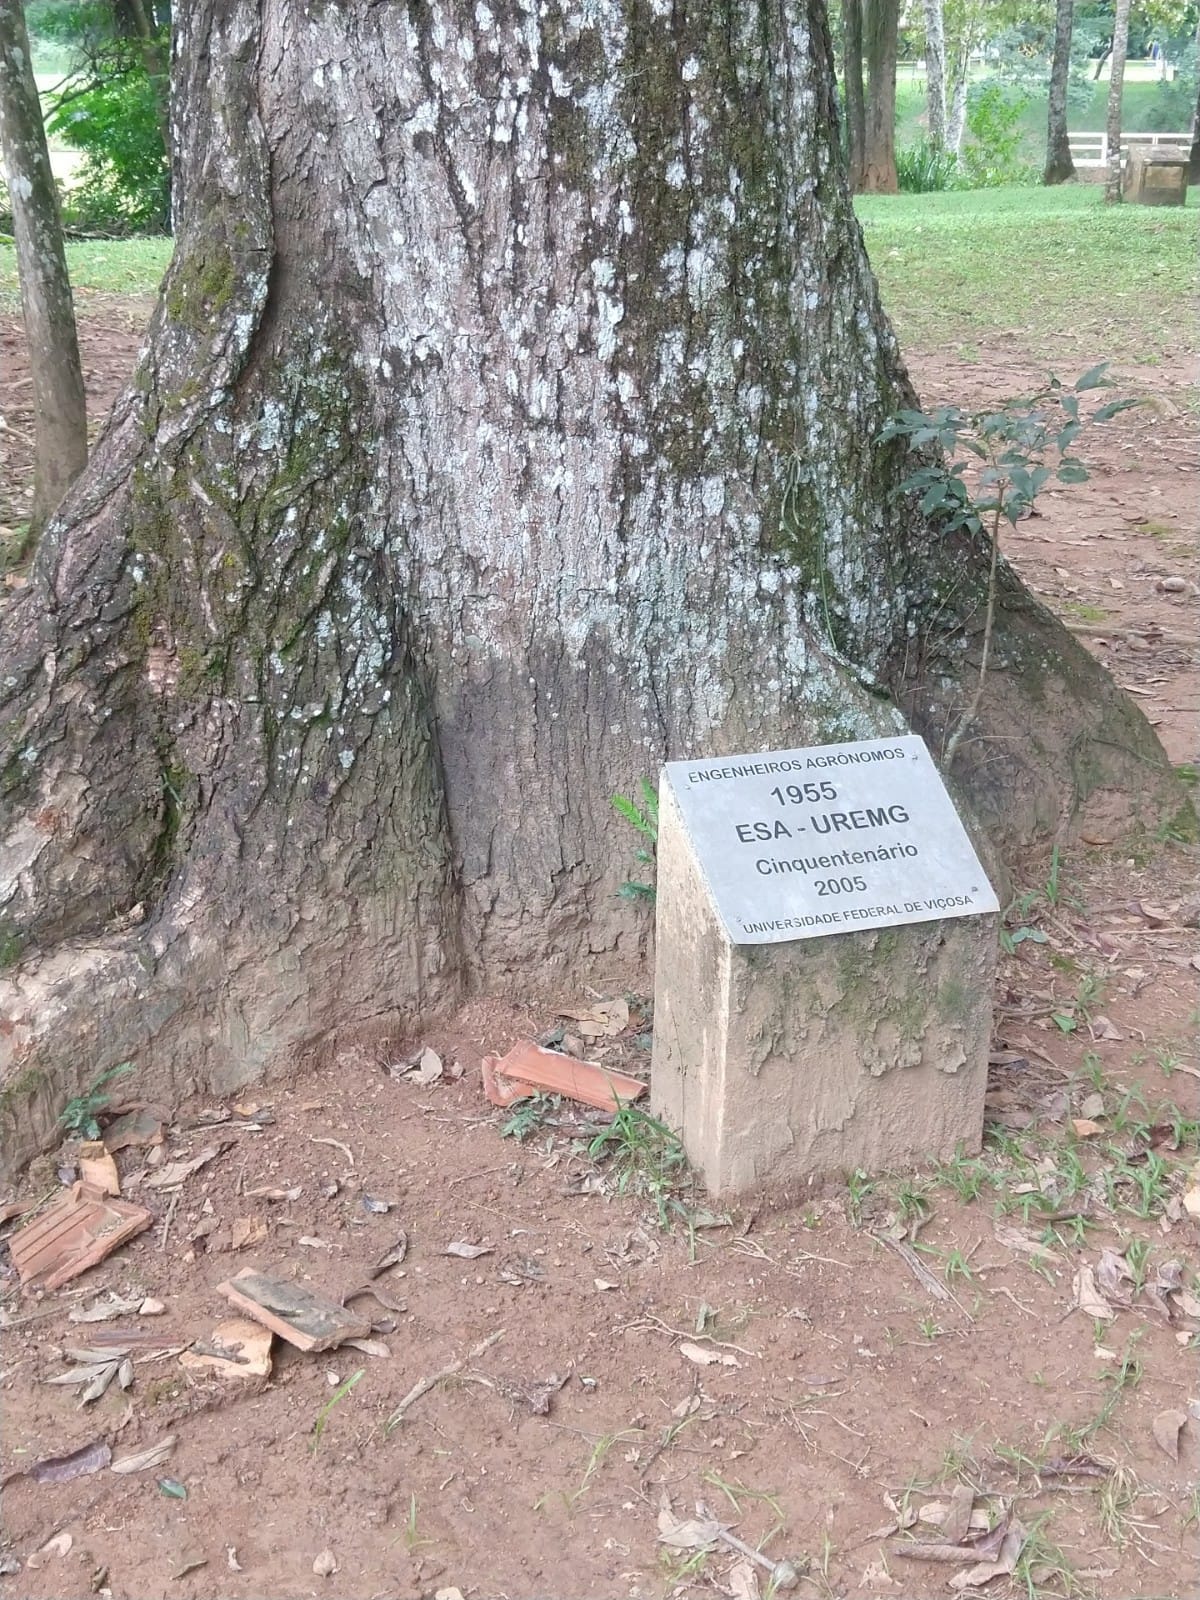 ENGENHEIROS AGRÔNOMOS
1955
ESA - UREMG
Cinquentenário
2005
UNIVERSIDADE FEDERAL DE VIÇOSA